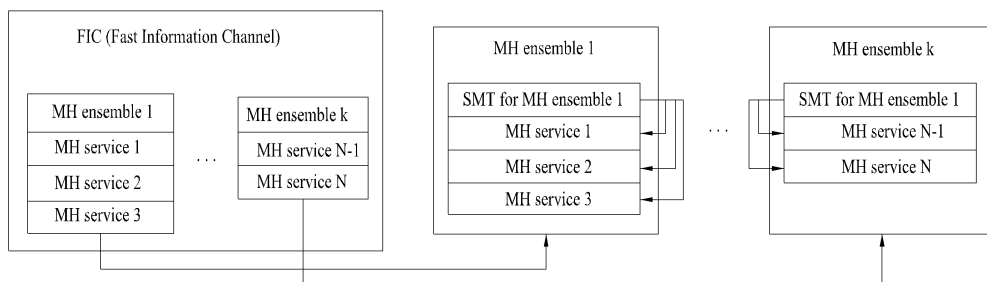 FIC (Fast Information Channel)
MH ensemble 1
MH service 1
MH service 2
MH service 3
. . .
MH ensemble k
MH service N-1
MH service N
MH ensemble 1
SMT for MH ensemble 1
MH service 1
MH service 2
MH service 3
. . .
MH ensemble k
SMT for MH ensemble 1
MH service N-1
MH service N